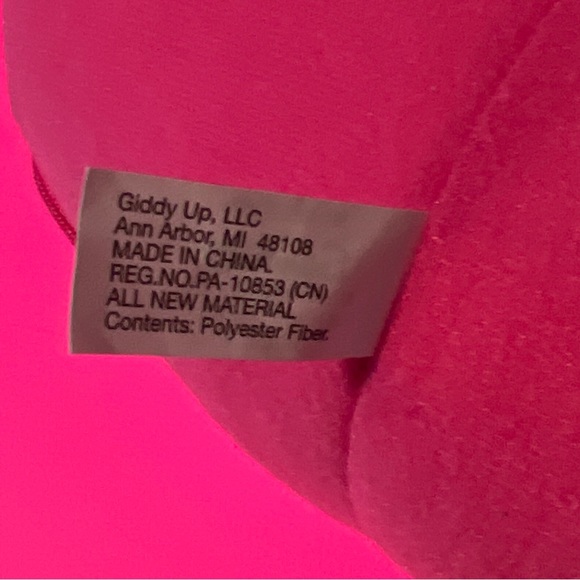 Giddy Up, LLC
Ann Arbor, MI 48108
MADE IN CHINA.
REG.NO.PA-10853 (CN)
ALL NEW MATERIAL
Contents: Polyester Fiber.